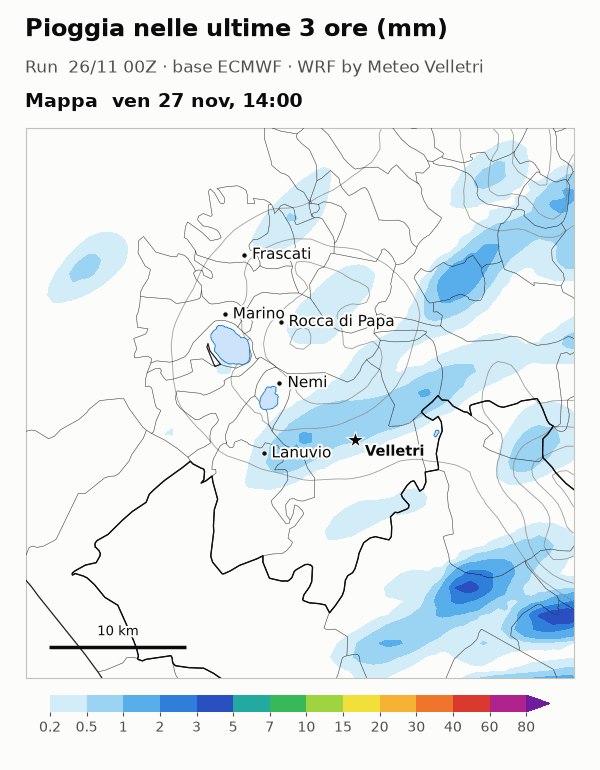 Pioggia nelle ultime 3 ore (mm)
Run  26/11 00Z · base ECMWF · WRF by Meteo Velletri
Mappa  ven 27 nov, 14:00
Frascati
Marino
Rocca di Papa
Nemi
Velletri
Lanuvio
10 km
0.2 0.5 1 2 3 5 7 10 15 20 30 40 60 80